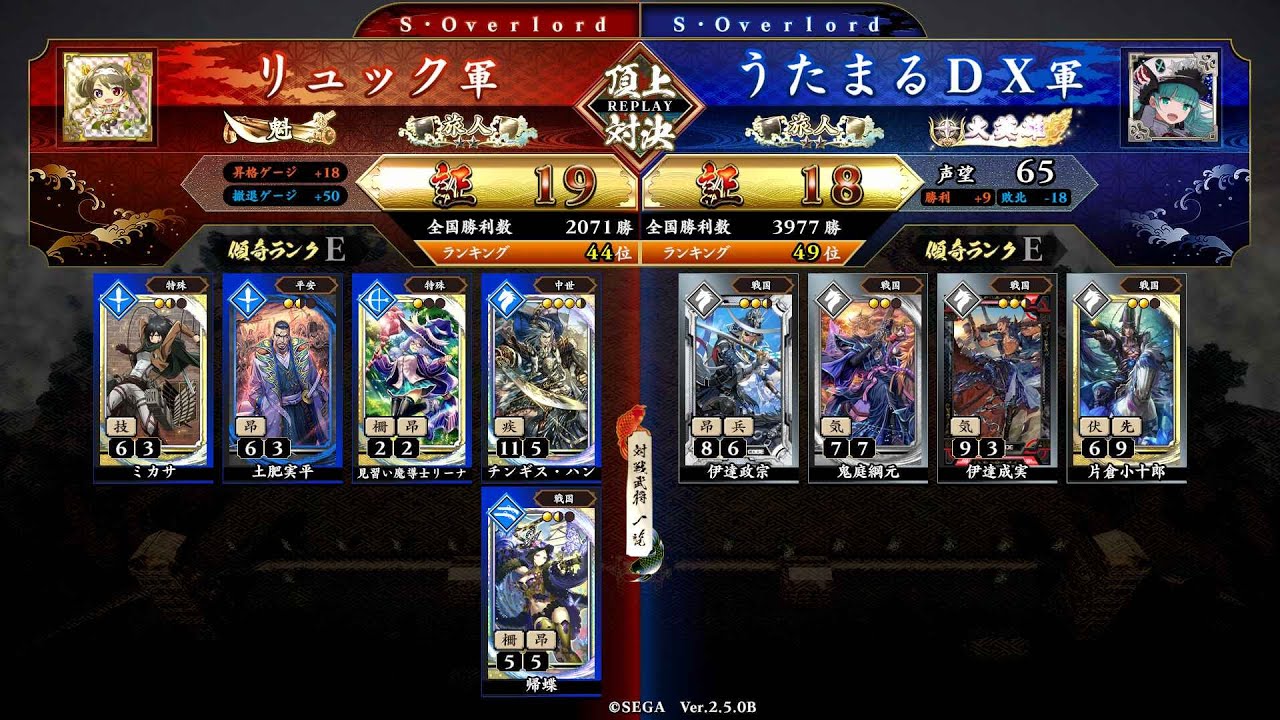 S・Overlord
S・Overlord
リュック軍
頂上
REPLAY
対決
うたまるDX軍
魁
旅人
旅人
大英雄
昇格ゲージ +18
撤退ゲージ +50
証 19
証 18
声望 65
勝利 +9 敗北 -18
全国勝利数 2071勝
全国勝利数 3977勝
ランキング 44位
ランキング 49位
傾奇ランク E
傾奇ランク E
特殊
技
6 3
ミカサ
平安
昂
6 3
土肥実平
特殊
柵 昂
2 2
見習い魔導士リーナ
中世
疾
11 5
チンギス・ハン
戦国
昂 兵
8 6
伊達政宗
戦国
気
7 7
鬼庭綱元
戦国
気
9 3
伊達成実
戦国
伏 先
6 9
片倉小十郎
対戦武将一覧
戦国
柵 昂
5 5
帰蝶
©SEGA Ver.2.5.0B